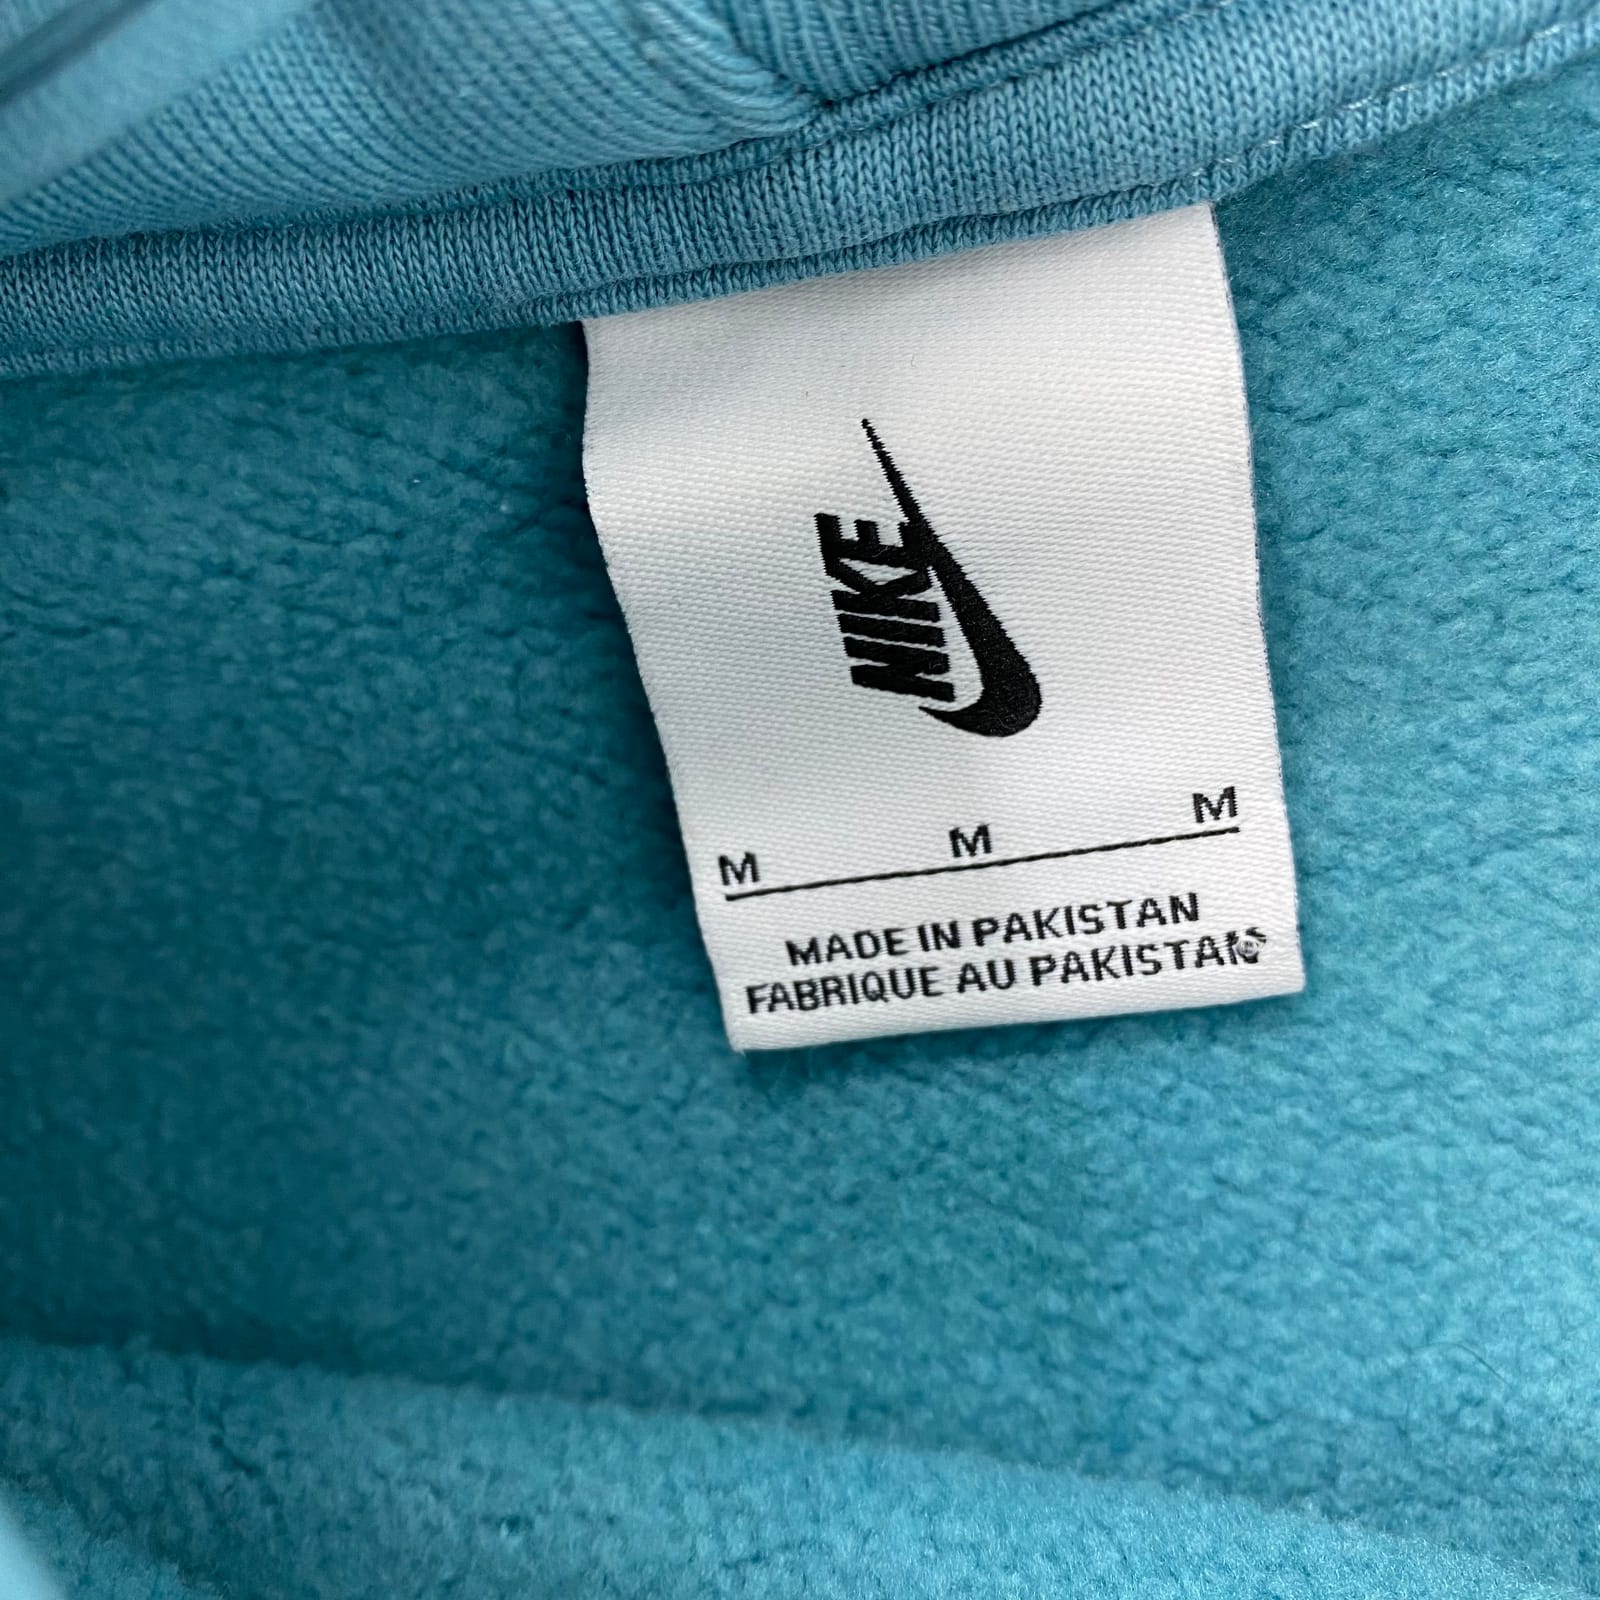 NIKE
M M M
MADE IN PAKISTAN
FABRIQUE AU PAKISTAN